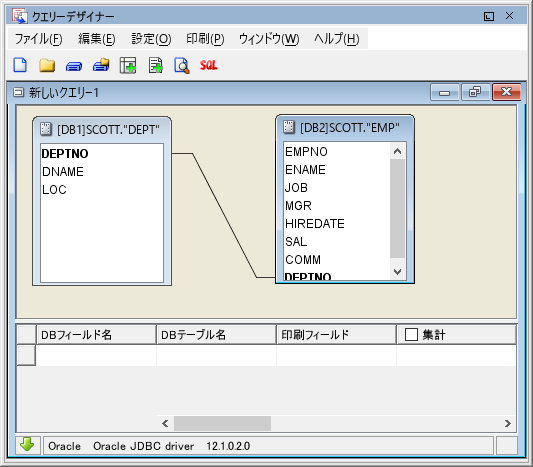 クエリーデザイナー
ファイル(F) 編集(E) 設定(O) 印刷(P) ウィンドウ(W) ヘルプ(H)
SQL
新しいクエリー1
[DB1]SCOTT."DEPT"
DEPTNO
DNAME
LOC
[DB2]SCOTT."EMP"
EMPNO
ENAME
JOB
MGR
HIREDATE
SAL
COMM
DEPTNO
DBフィールド名 DBテーブル名 印刷フィールド 集計
Oracle Oracle JDBC driver 12.1.0.2.0